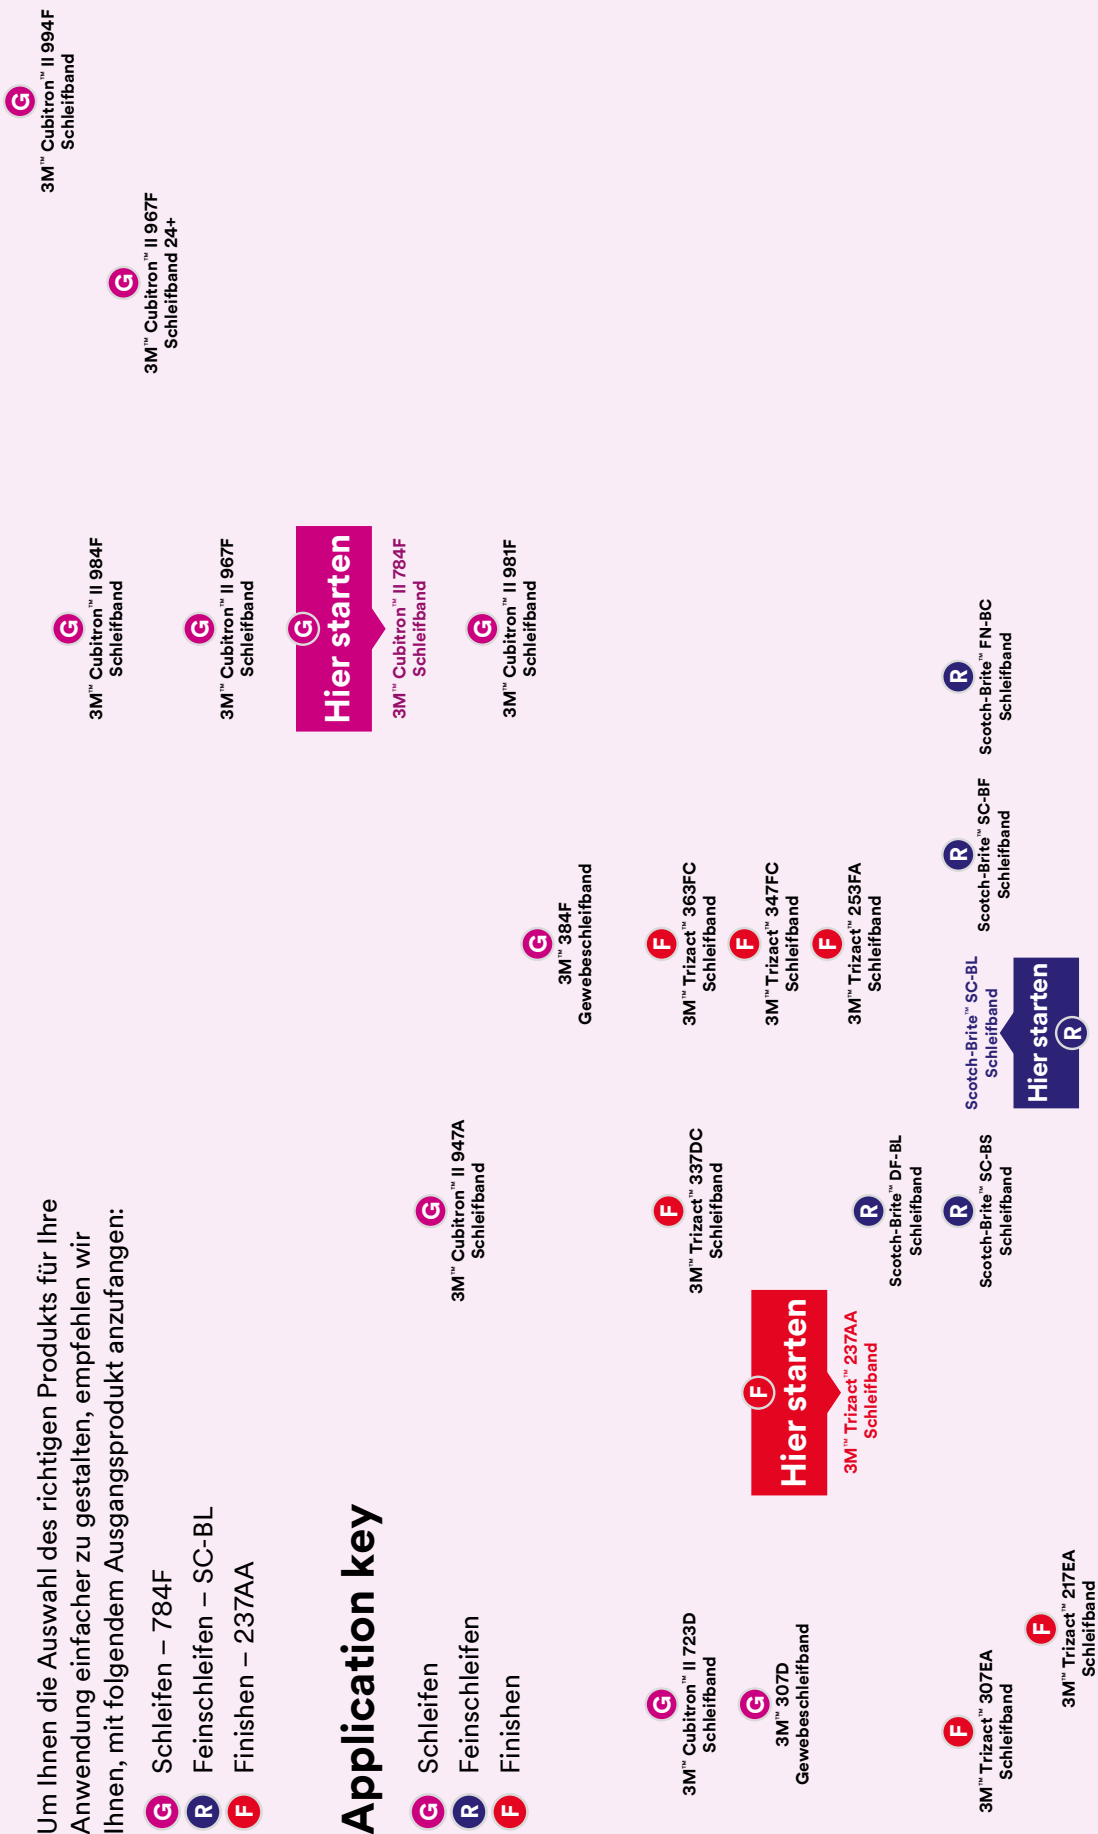 Um Ihnen die Auswahl des richtigen Produkts für Ihre
Anwendung einfacher zu gestalten, empfehlen wir
Ihnen, mit folgendem Ausgangsprodukt anzufangen:
G Schleifen – 784F
R Feinschleifen – SC-BL
F Finishen – 237AA
Application key
G Schleifen
R Feinschleifen
F Finishen
G
3M™ Cubitron™ II 994F
Schleifband
G
3M™ Cubitron™ II 967F
Schleifband 24+
G
3M™ Cubitron™ II 984F
Schleifband
G
3M™ Cubitron™ II 967F
Schleifband
G
Hier starten
3M™ Cubitron™ II 784F
Schleifband
G
3M™ Cubitron™ II 981F
Schleifband
G
3M™ Cubitron™ II 947A
Schleifband
G
3M™ 384F
Gewebeschleifband
F
3M™ Trizact™ 363FC
Schleifband
F
3M™ Trizact™ 347FC
Schleifband
F
3M™ Trizact™ 253FA
Schleifband
G
3M™ Cubitron™ II 723D
Schleifband
G
3M™ 307D
Gewebeschleifband
F
3M™ Trizact™ 337DC
Schleifband
F
Hier starten
3M™ Trizact™ 237AA
Schleifband
R
Scotch-Brite™ DF-BL
Schleifband
F
3M™ Trizact™ 307EA
Schleifband
R
Scotch-Brite™ SC-BS
Schleifband
Scotch-Brite™ SC-BL
Schleifband
Hier starten
R
R
Scotch-Brite™ SC-BF
Schleifband
R
Scotch-Brite™ FN-BC
Schleifband
F
3M™ Trizact™ 217EA
Schleifband